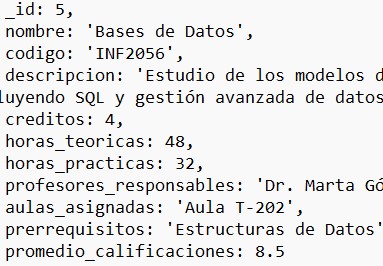 _id: 5,
nombre: 'Bases de Datos',
codigo: 'INF2056',
descripcion: 'Estudio de los modelos d
luyendo SQL y gestión avanzada de datos
creditos: 4,
horas_teoricas: 48,
horas_practicas: 32,
profesores_responsables: 'Dr. Marta Gó
aulas_asignadas: 'Aula T-202',
prerrequisitos: 'Estructuras de Datos'
promedio_calificaciones: 8.5